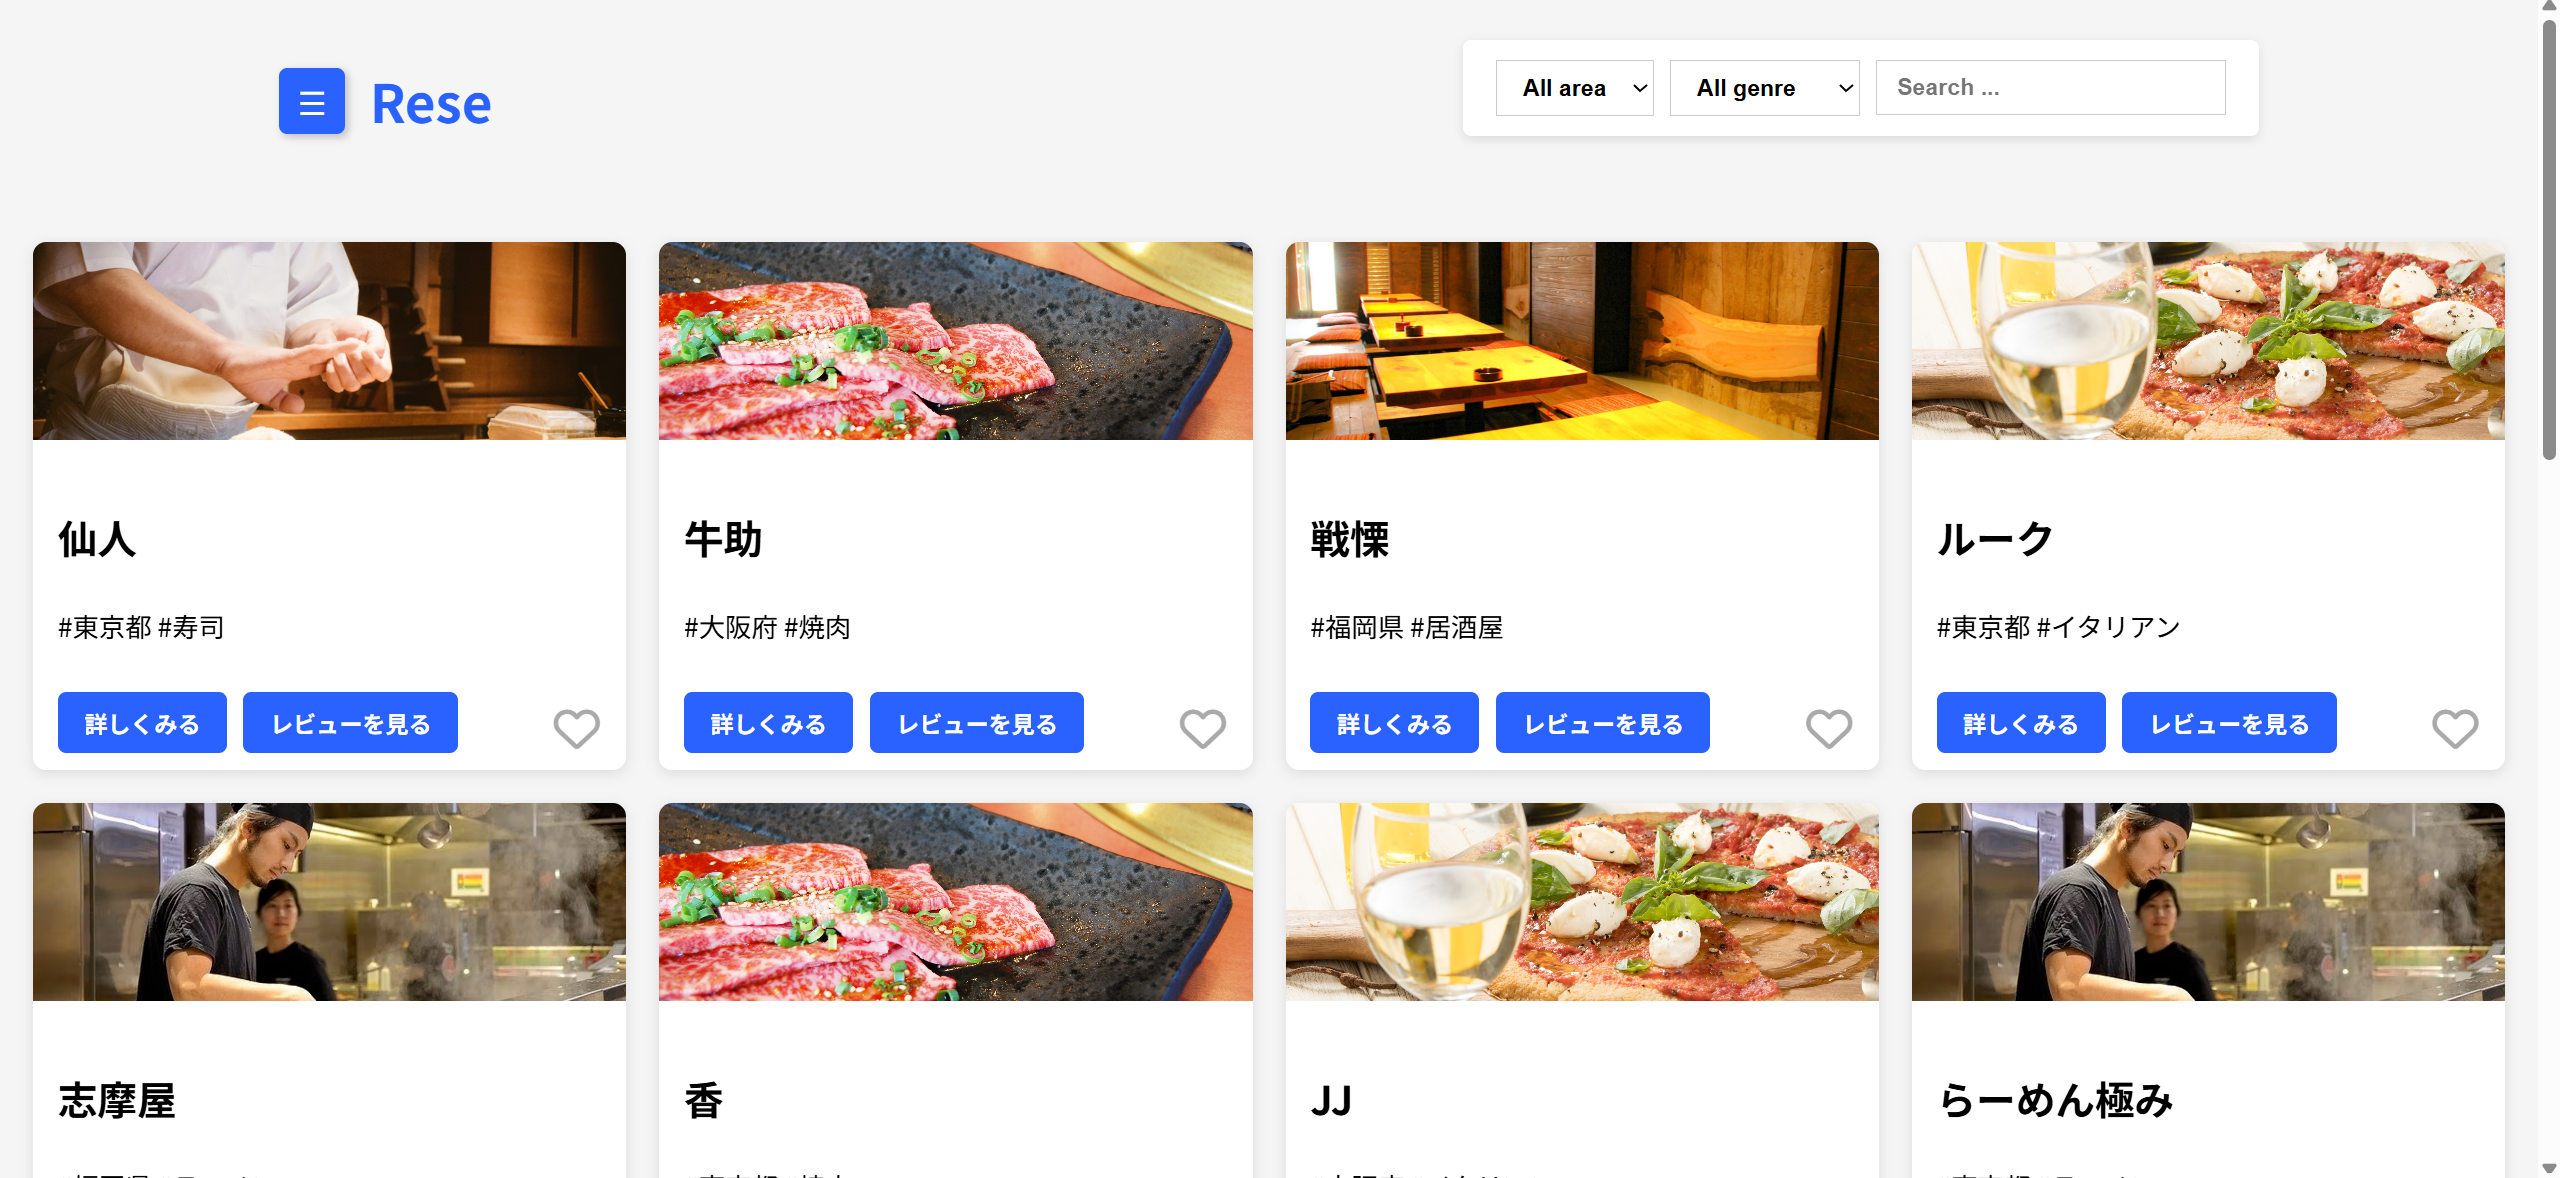 Rese
All area
All genre
Search ...
仙人
#東京都 #寿司
詳しくみる レビューを見る
牛助
#大阪府 #焼肉
詳しくみる レビューを見る
戦慄
#福岡県 #居酒屋
詳しくみる レビューを見る
ルーク
#東京都 #イタリアン
詳しくみる レビューを見る
志摩屋
香
JJ
らーめん極み